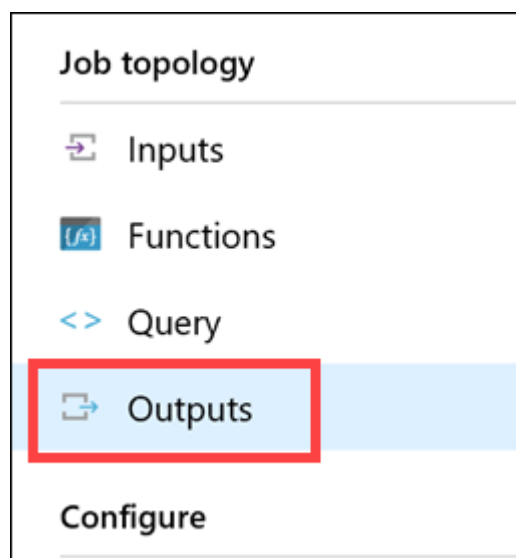 Job topology
Inputs
{fx} Functions
< > Query
Outputs
Configure